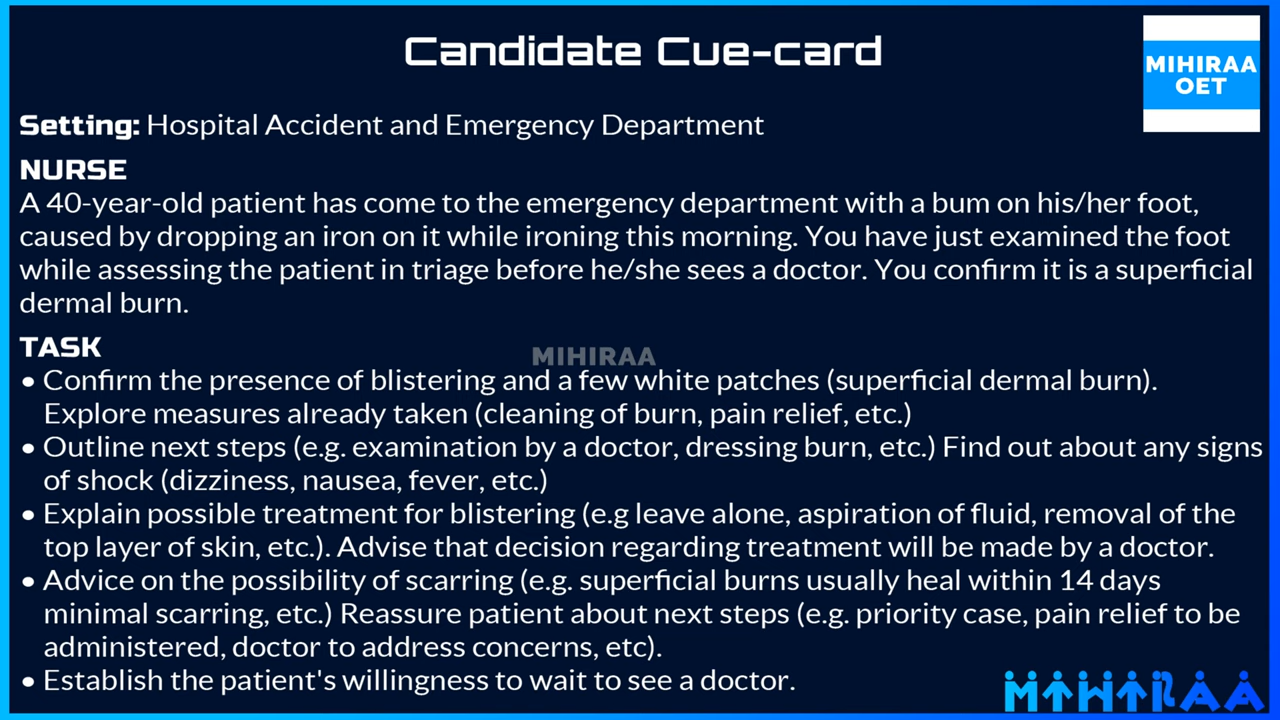 Candidate Cue-card
MIHIRAA
OET
Setting: Hospital Accident and Emergency Department
NURSE
A 40-year-old patient has come to the emergency department with a bum on his/her foot,
caused by dropping an iron on it while ironing this morning. You have just examined the foot
while assessing the patient in triage before he/she sees a doctor. You confirm it is a superficial
dermal burn.
TASK
MIHIRAA
• Confirm the presence of blistering and a few white patches (superficial dermal burn).
Explore measures already taken (cleaning of burn, pain relief, etc.)
• Outline next steps (e.g. examination by a doctor, dressing burn, etc.) Find out about any signs
of shock (dizziness, nausea, fever, etc.)
• Explain possible treatment for blistering (e.g leave alone, aspiration of fluid, removal of the
top layer of skin, etc.). Advise that decision regarding treatment will be made by a doctor.
• Advice on the possibility of scarring (e.g. superficial burns usually heal within 14 days
minimal scarring, etc.) Reassure patient about next steps (e.g. priority case, pain relief to be
administered, doctor to address concerns, etc).
• Establish the patient's willingness to wait to see a doctor.
MIHIRAA